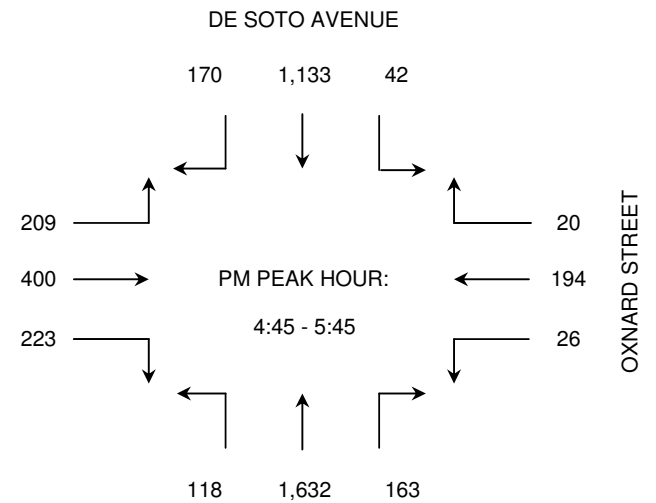 DE SOTO AVENUE
170 1,133 42
209 20
400 PM PEAK HOUR: 194
4:45 - 5:45
223 26
OXNARD STREET
118 1,632 163